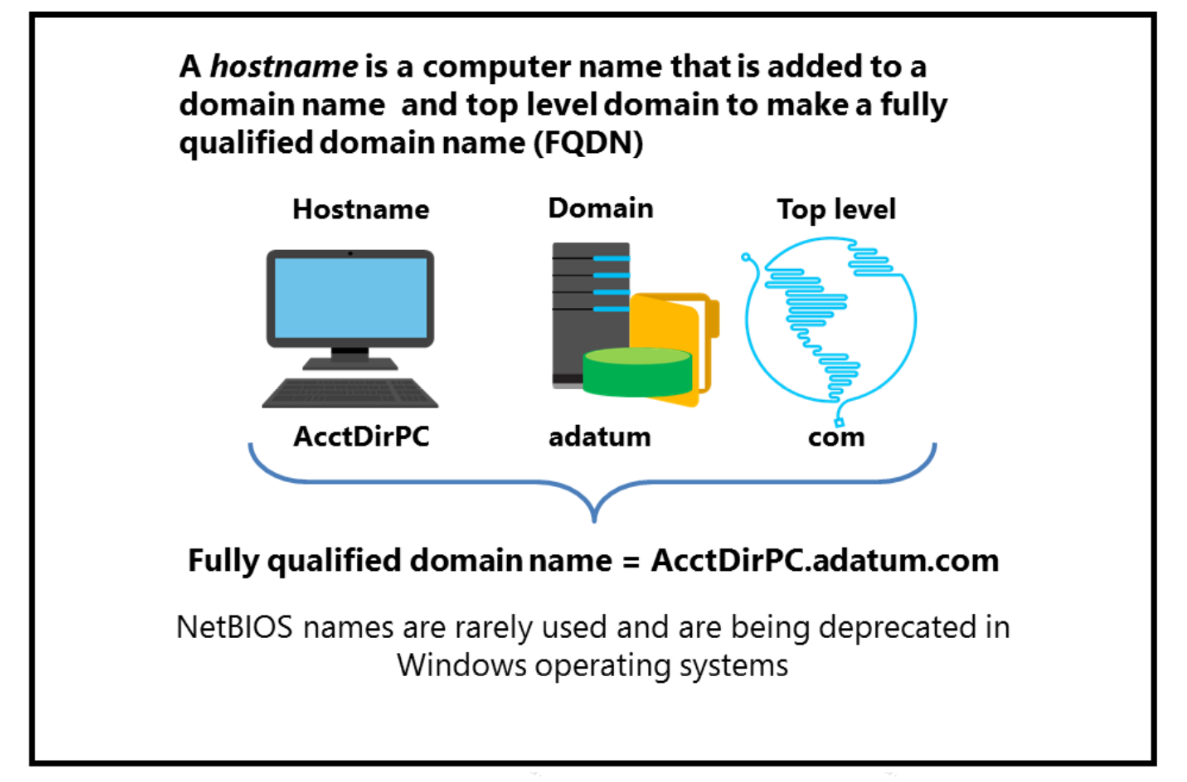 A hostname is a computer name that is added to a
domain name and top level domain to make a fully
qualified domain name (FQDN)
Hostname Domain Top level
AcctDirPC adatum com
Fully qualified domain name = AcctDirPC.adatum.com
NetBIOS names are rarely used and are being deprecated in
Windows operating systems